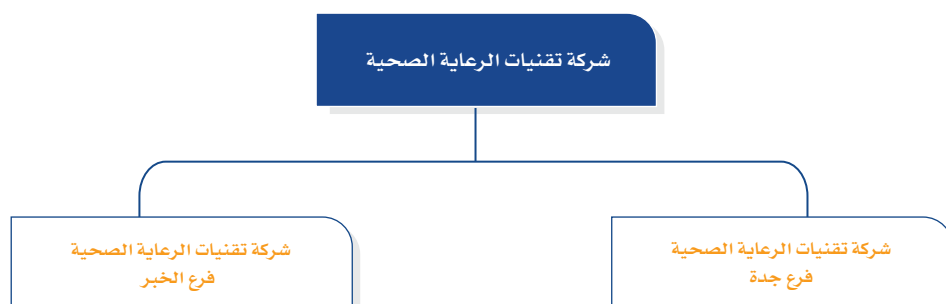 شركة تقنيات الرعاية الصحية
شركة تقنيات الرعاية الصحية
فرع جدة
شركة تقنيات الرعاية الصحية
فرع الخبر